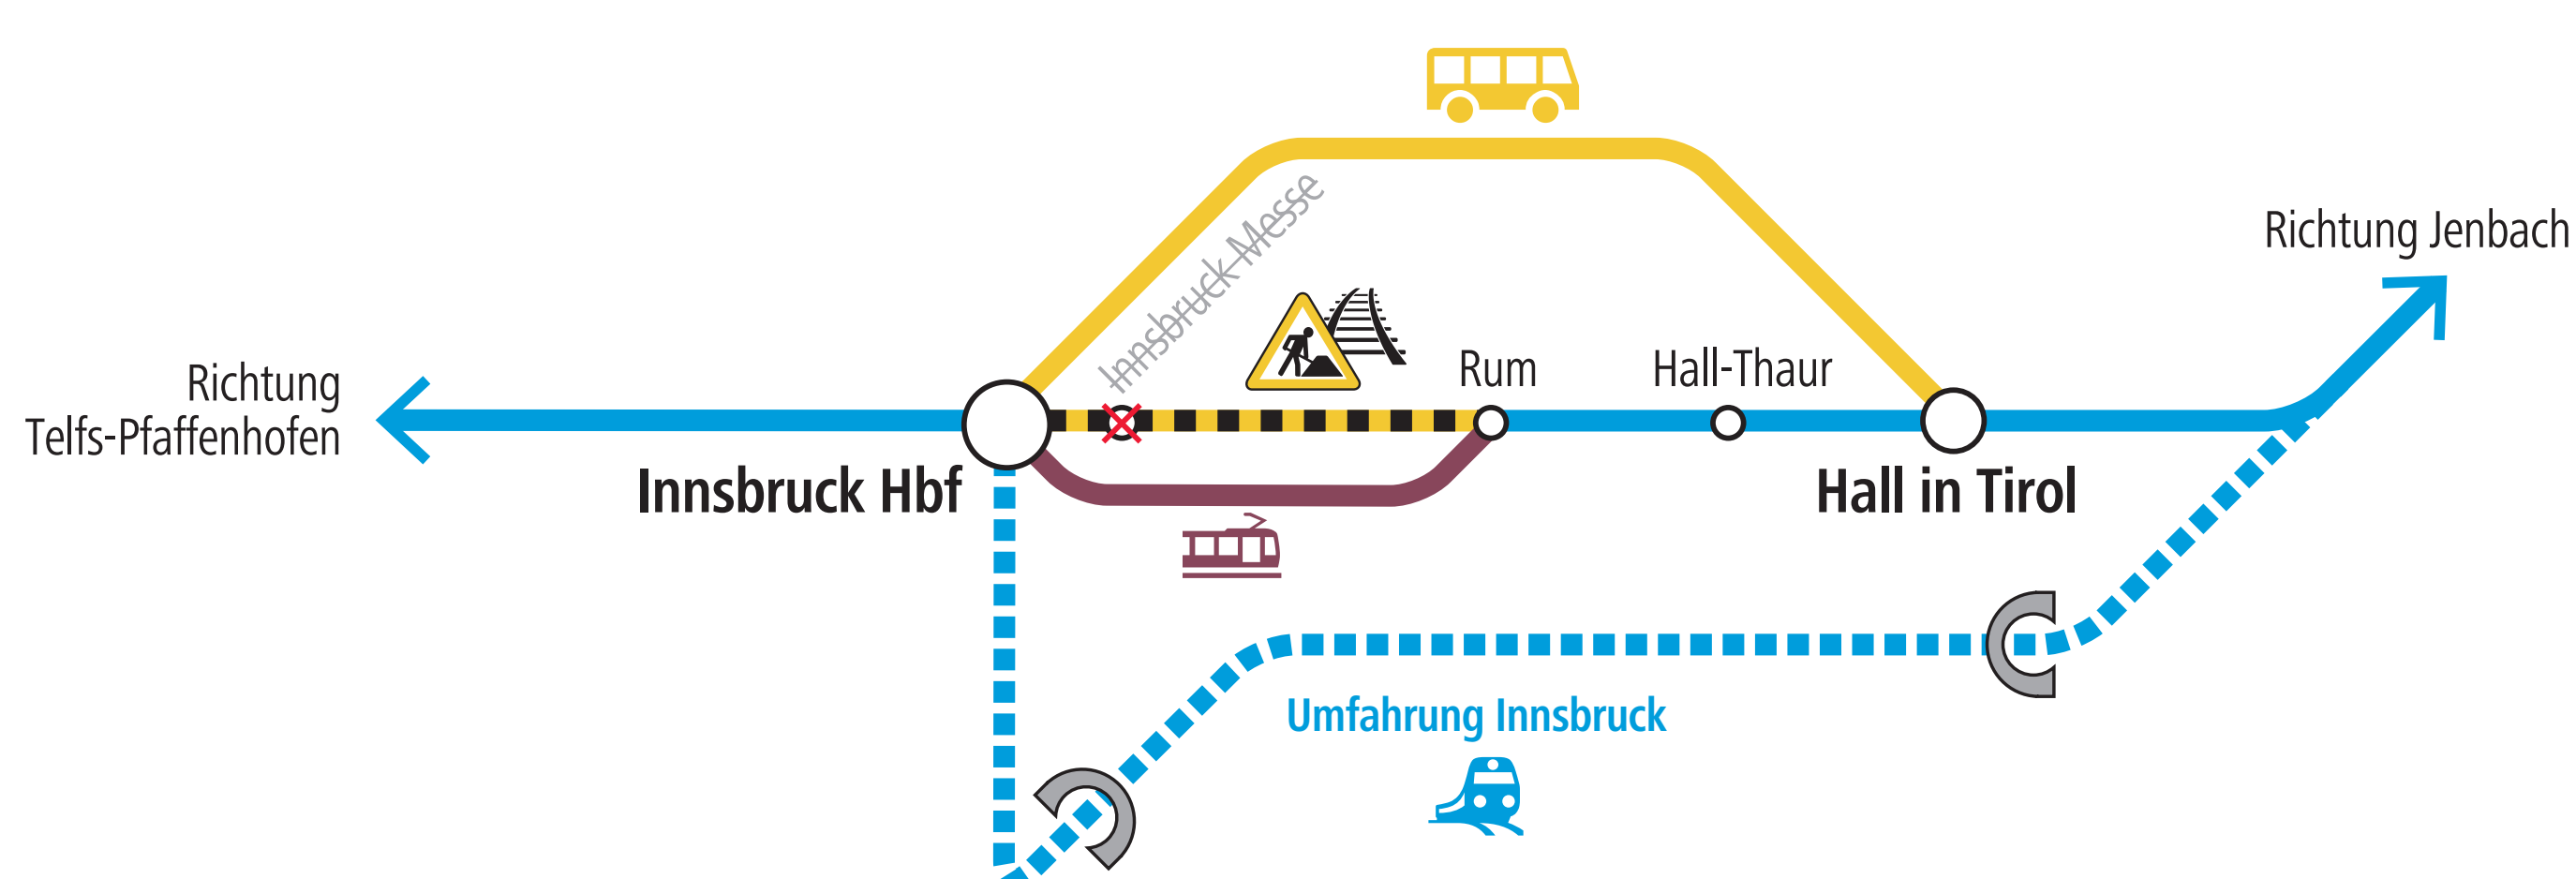 Richtung Jenbach
Innsbruck Messe
Richtung
Telfs-Pfaffenhofen
Rum
Hall-Thaur
Innsbruck Hbf
Hall in Tirol
Umfahrung Innsbruck